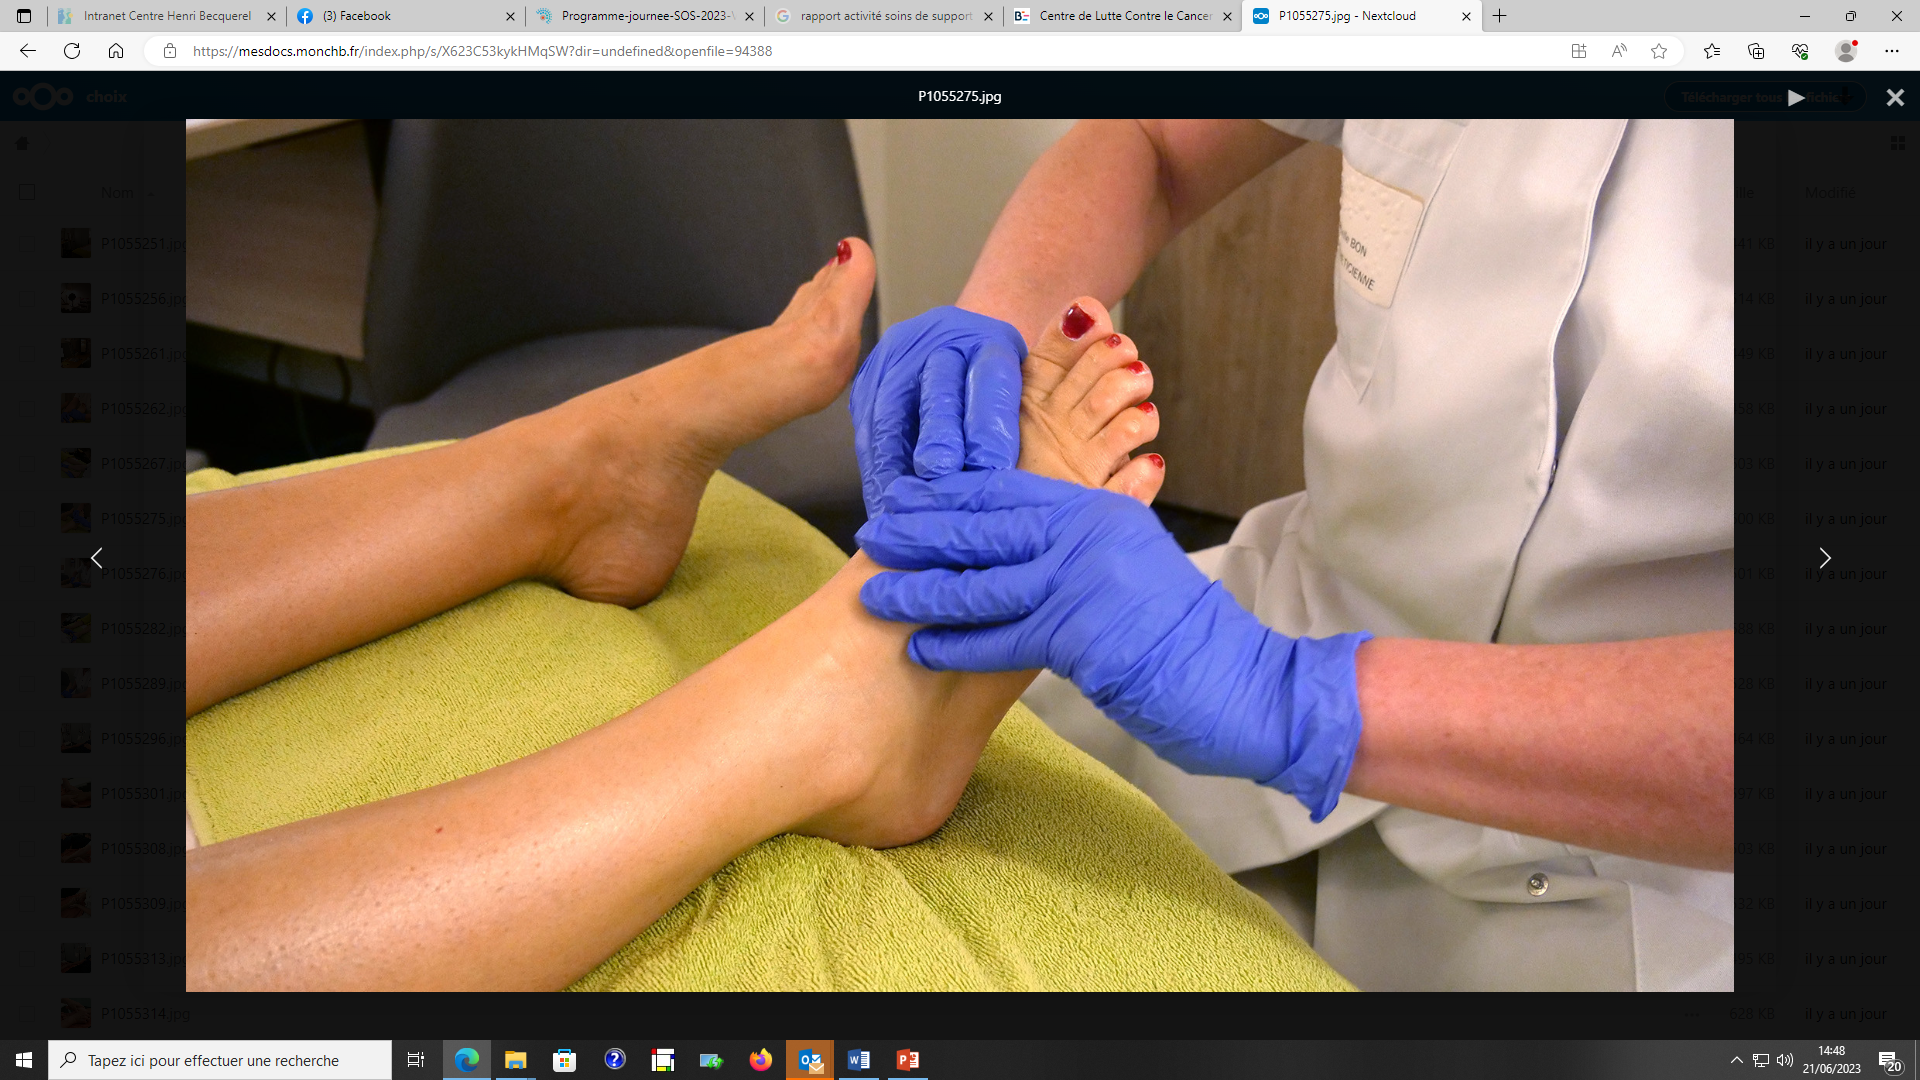 Intranet Centre Henri Becquerel
(3) Facebook
Programme-journee-SOS-2023-
rapport activité soins de support
Centre de Lutte Contre le Cancer
P1055275.jpg - Nextcloud
https://mesdocs.monchb.fr/index.php/s/X623C53kykHMqSW?dir=undefined&openfile=94388
choix
P1055275.jpg
Télécharger tous
Nom
Modifié
P1055251.jpg il y a un jour
P1055256.jpg il y a un jour
P1055261.jpg il y a un jour
P1055262.jpg il y a un jour
P1055267.jpg il y a un jour
P1055275.jpg il y a un jour
P1055276.jpg il y a un jour
P1055282.jpg il y a un jour
P1055289.jpg il y a un jour
P1055296.jpg il y a un jour
P1055301.jpg il y a un jour
P1055308.jpg il y a un jour
P1055309.jpg il y a un jour
P1055313.jpg il y a un jour
P1055314.jpg 628 KB il y a un jour
BON
Tapez ici pour effectuer une recherche
14:48
21/06/2023
20